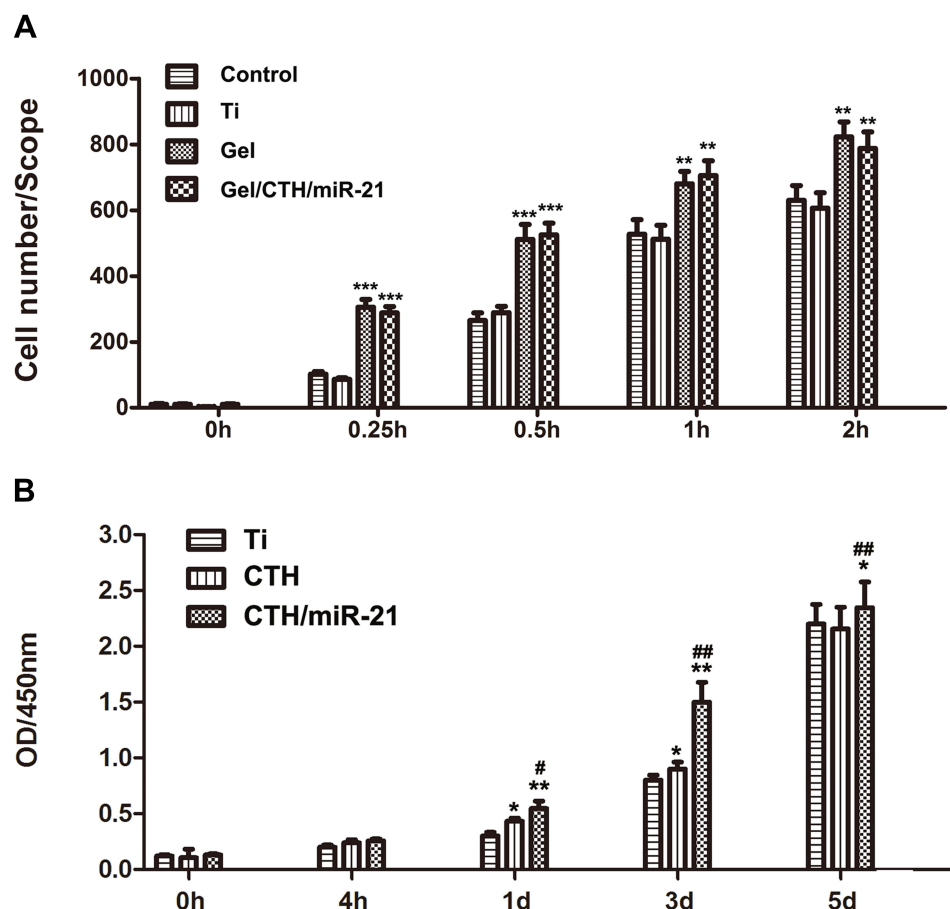 A
Cell number/Scope
1000
800
600
400
200
0
Control
Ti
Gel
Gel/CTH/miR-21
*** ***
*** ***
** **
** **
0h 0.25h 0.5h 1h 2h
B
OD/450nm
3.0
2.5
2.0
1.5
1.0
0.5
0.0
Ti
CTH
CTH/miR-21
#
* **
##
* **
##
*
0h 4h 1d 3d 5d